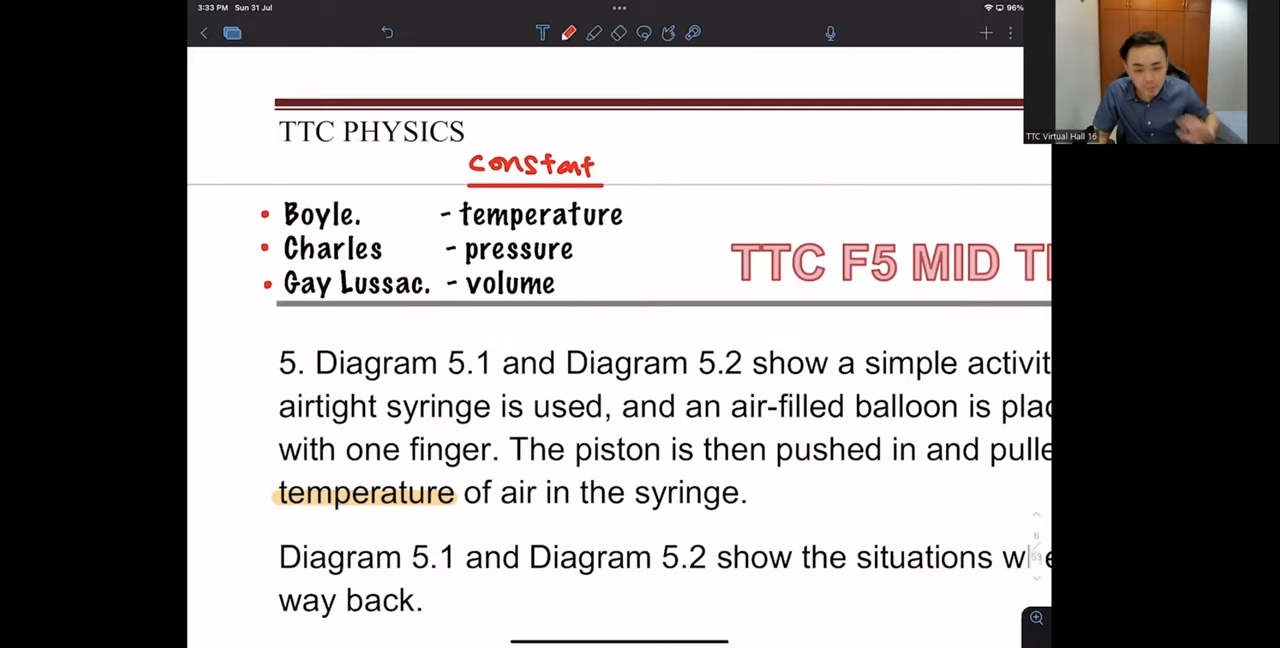 3:33 PM Sun 31 Jul
96%
TTC PHYSICS
constant
• Boyle. - temperature
• Charles - pressure
• Gay Lussac. - volume
TTC F5 MID
5. Diagram 5.1 and Diagram 5.2 show a simple activit
airtight syringe is used, and an air-filled balloon is plac
with one finger. The piston is then pushed in and pulle
temperature of air in the syringe.
Diagram 5.1 and Diagram 5.2 show the situations
way back.
6
53
TTC Virtual Hall 16